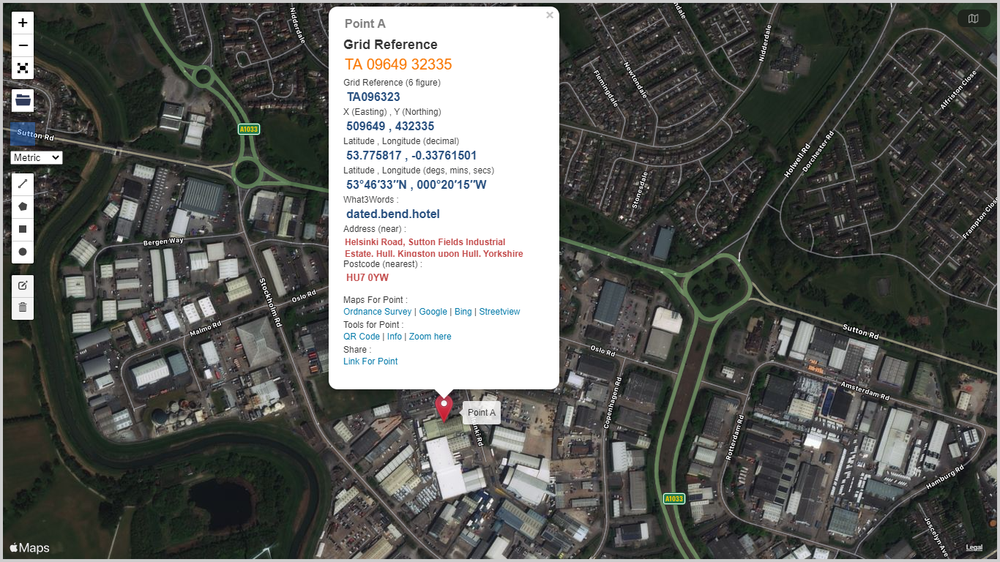 Point A
×
Grid Reference
TA 09649 32335
Grid Reference (6 figure)
TA096323
X (Easting) , Y (Northing)
509649 , 432335
Latitude , Longitude (decimal)
53.775817 , -0.33761501
Latitude , Longitude (degs, mins, secs)
53°46′33″N , 000°20′15″W
What3Words :
dated.bend.hotel
Address (near) :
Helsinki Road, Sutton Fields Industrial
Estate, Hull, Kingston upon Hull, Yorkshire
Postcode (nearest) :
HU7 0YW
Maps For Point :
Ordnance Survey | Google | Bing | Streetview
Tools for Point :
QR Code | Info | Zoom here
Share :
Link For Point
Point A
+
−
Metric
Sutton Rd
Nidderdale
A1033
Bergen Way
Stockholm Rd
Oslo Rd
Malmo Rd
Flemingdale
Newtondale
Nidderdale
Stonesdale
Holwell Rd
Dorchester Rd
Alfriston Close
Frampton Close
Sutton Rd
Oslo Rd
Copenhagen Rd
Amsterdam Rd
Rotterdam Rd
Hamburg Rd
Joscelyn Ave
A1033
Maps
Legal